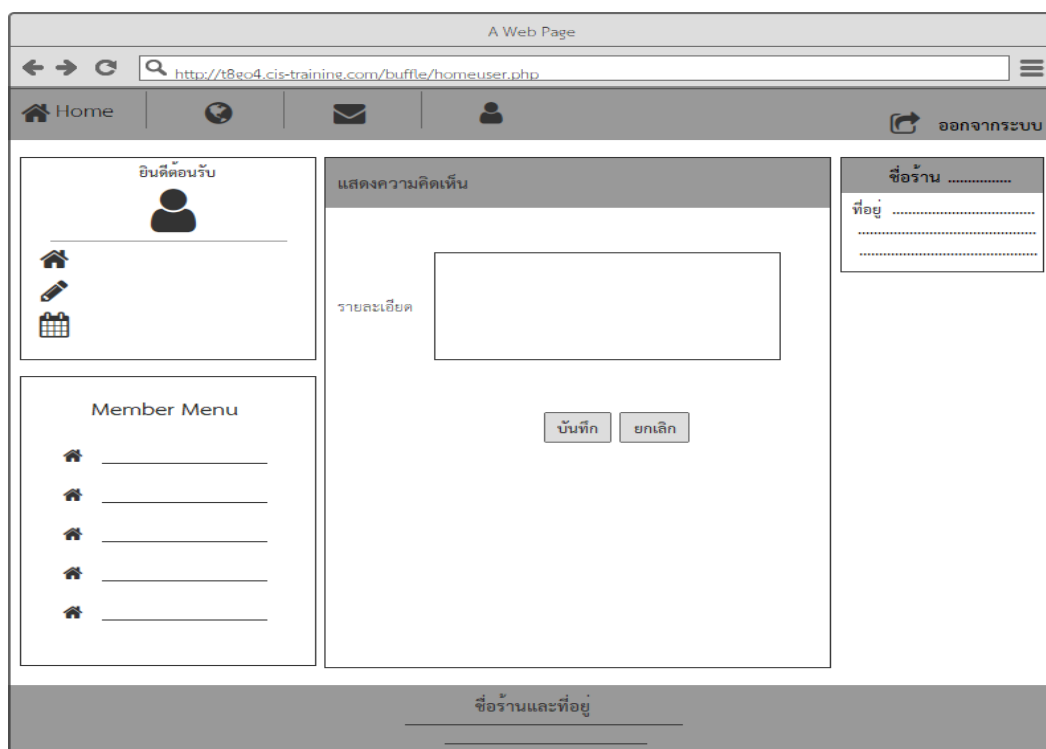 A Web Page
http://t8go4.cis-training.com/buffle/homeuser.php
Home
ออกจากระบบ
ยินดีต้อนรับ
Member Menu
แสดงความคิดเห็น
รายละเอียด
บันทึก ยกเลิก
ชื่อร้าน ................
ที่อยู่ ....................................
.............................................
.............................................
ชื่อร้านและที่อยู่